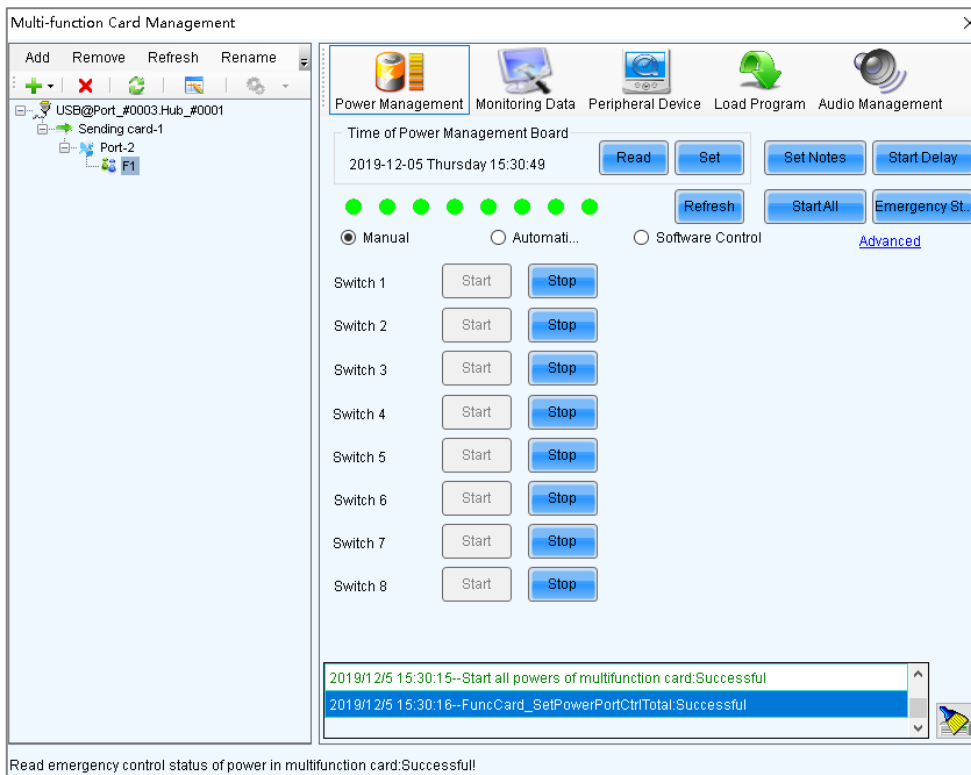 Multi-function Card Management
Add Remove Refresh Rename
USB@Port_#0003.Hub_#0001
Sending card-1
Port-2
F1
Power Management Monitoring Data Peripheral Device Load Program Audio Management
Time of Power Management Board
2019-12-05 Thursday 15:30:49 Read Set Set Notes Start Delay
Refresh Start All Emergency St..
Manual Automati... Software Control Advanced
Switch 1 Start Stop
Switch 2 Start Stop
Switch 3 Start Stop
Switch 4 Start Stop
Switch 5 Start Stop
Switch 6 Start Stop
Switch 7 Start Stop
Switch 8 Start Stop
2019/12/5 15:30:15--Start all powers of multifunction card:Successful
2019/12/5 15:30:16--FuncCard_SetPowerPortCtrlTotal:Successful
Read emergency control status of power in multifunction card:Successful!